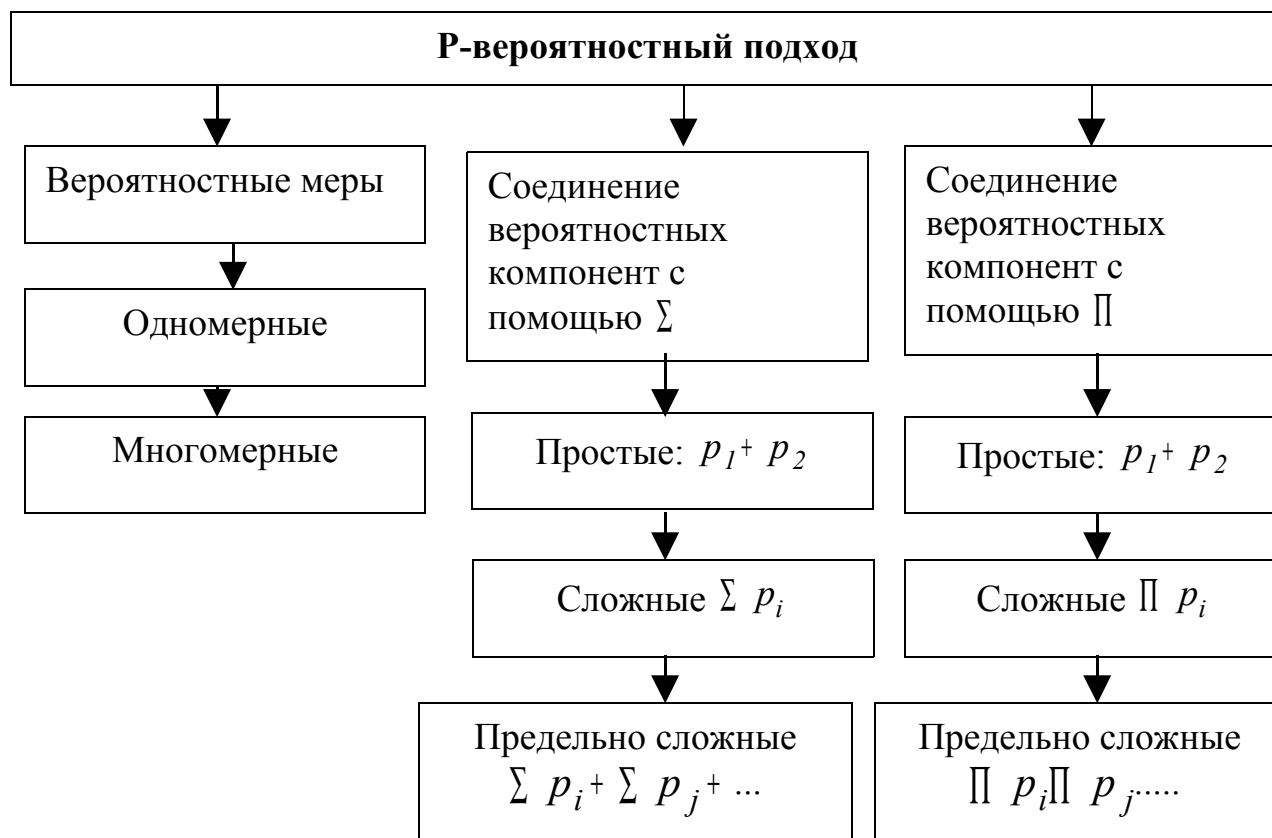 Р-вероятностный подход
Вероятностные меры
Одномерные
Многомерные
Соединение
вероятностных
компонент с
помощью ∑
Простые: p₁ + p₂
Сложные ∑ pᵢ
Предельно сложные
∑ pᵢ + ∑ pⱼ + ...
Соединение
вероятностных
компонент с
помощью ∏
Простые: p₁ + p₂
Сложные ∏ pᵢ
Предельно сложные
∏ pᵢ∏ pⱼ.....